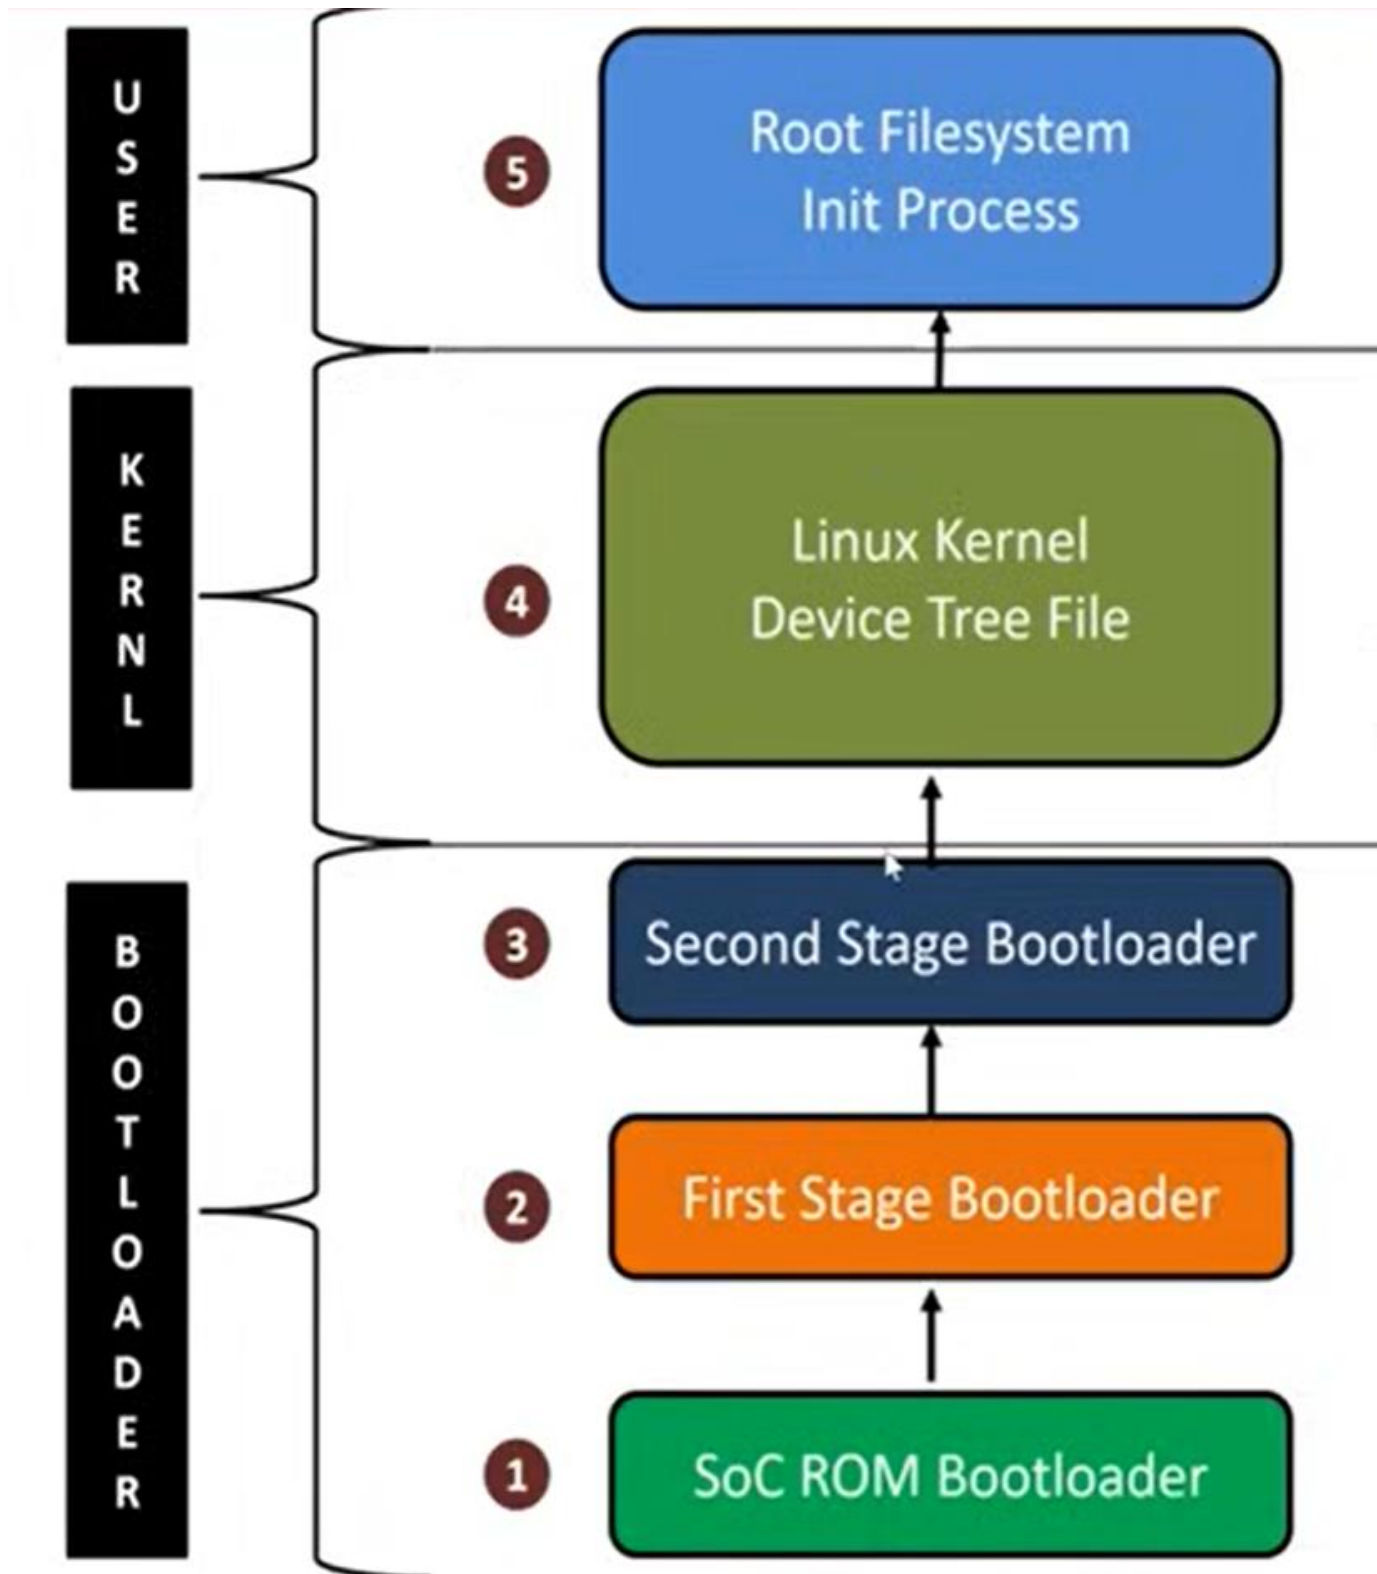 USER
5
Root Filesystem
Init Process
KERNL
4
Linux Kernel
Device Tree File
BOOTLOADER
3
Second Stage Bootloader
2
First Stage Bootloader
1
SoC ROM Bootloader